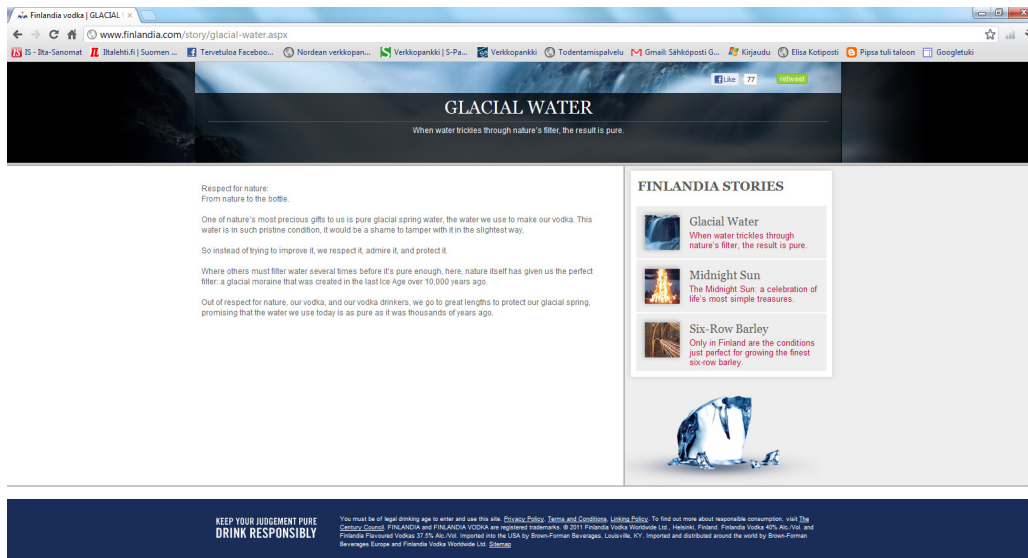 Finlandia vodka | GLACIAL
www.finlandia.com/story/glacial-water.aspx
IS - Ilta-Sanomat Iltalehti.fi | Suomen ... Tervetuloa Faceboo... Nordean verkkopan... Verkkopankki | S-Pa... Verkkopankki Todentamispalvelu Gmail: Sähköposti G... Kirjaudu Elisa Kotiposti Pipsa tuli taloon Googletuki
Like 77 retweet
GLACIAL WATER
When water trickles through nature's filter, the result is pure.
Respect for nature:
From nature to the bottle.
One of nature's most precious gifts to us is pure glacial spring water, the water we use to make our vodka. This
water is in such pristine condition, it would be a shame to tamper with it in the slightest way.
So instead of trying to improve it, we respect it, admire it, and protect it.
Where others must filter water several times before it's pure enough, here, nature itself has given us the perfect
filter: a glacial moraine that was created in the last Ice Age over 10,000 years ago.
Out of respect for nature, our vodka, and our vodka drinkers, we go to great lengths to protect our glacial spring,
promising that the water we use today is as pure as it was thousands of years ago.
FINLANDIA STORIES
Glacial Water
When water trickles through
nature's filter, the result is pure.
Midnight Sun
The Midnight Sun: a celebration of
life's most simple treasures.
Six-Row Barley
Only in Finland are the conditions
just perfect for growing the finest
six-row barley.
KEEP YOUR JUDGEMENT PURE
DRINK RESPONSIBLY
You must be of legal drinking age to enter and use this site. Privacy Policy. Terms and Conditions. Linking Policy. To find out more about responsible consumption, visit The
Century Council. FINLANDIA and FINLANDIA VODKA are registered trademarks. © 2011 Finlandia Vodka Worldwide Ltd., Helsinki, Finland. Finlandia Vodka 40% Alc./Vol. and
Finlandia Flavoured Vodkas 37.5% Alc./Vol. Imported into the USA by Brown-Forman Beverages, Louisville, KY. Imported and distributed around the world by Brown-Forman
Beverages Europe and Finlandia Vodka Worldwide Ltd. Sitemap